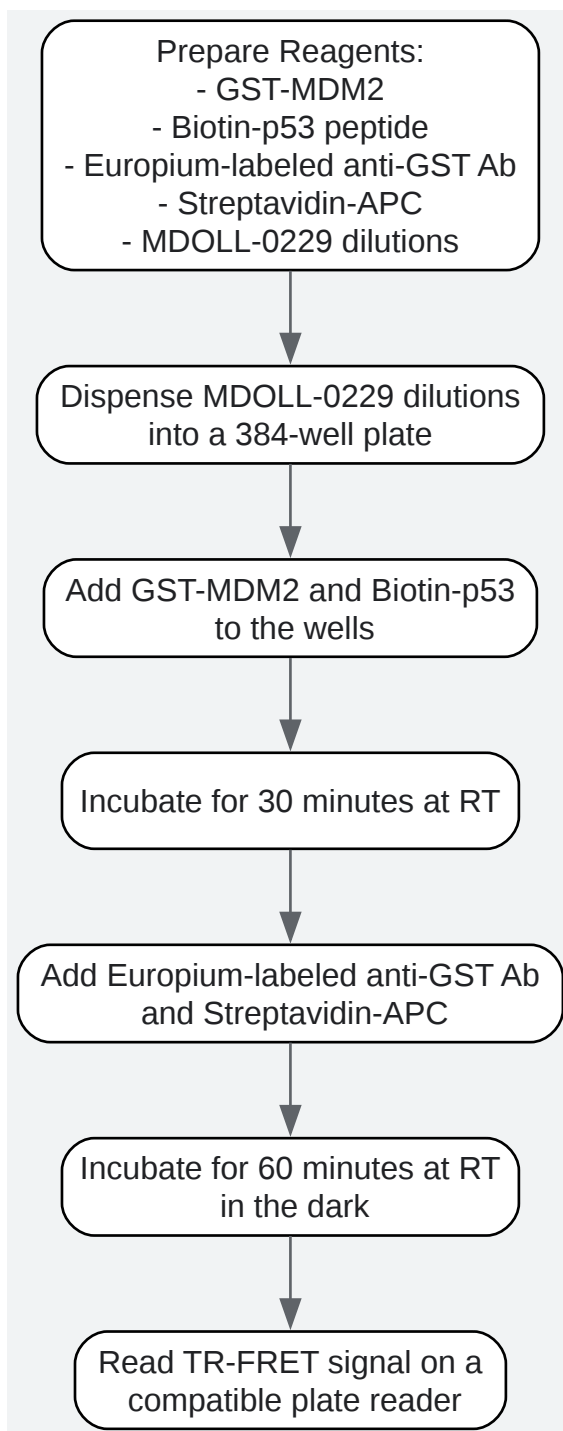 Prepare Reagents:
- GST-MDM2
- Biotin-p53 peptide
- Europium-labeled anti-GST Ab
- Streptavidin-APC
- MDOLL-0229 dilutions
Dispense MDOLL-0229 dilutions
into a 384-well plate
Add GST-MDM2 and Biotin-p53
to the wells
Incubate for 30 minutes at RT
Add Europium-labeled anti-GST Ab
and Streptavidin-APC
Incubate for 60 minutes at RT
in the dark
Read TR-FRET signal on a
compatible plate reader